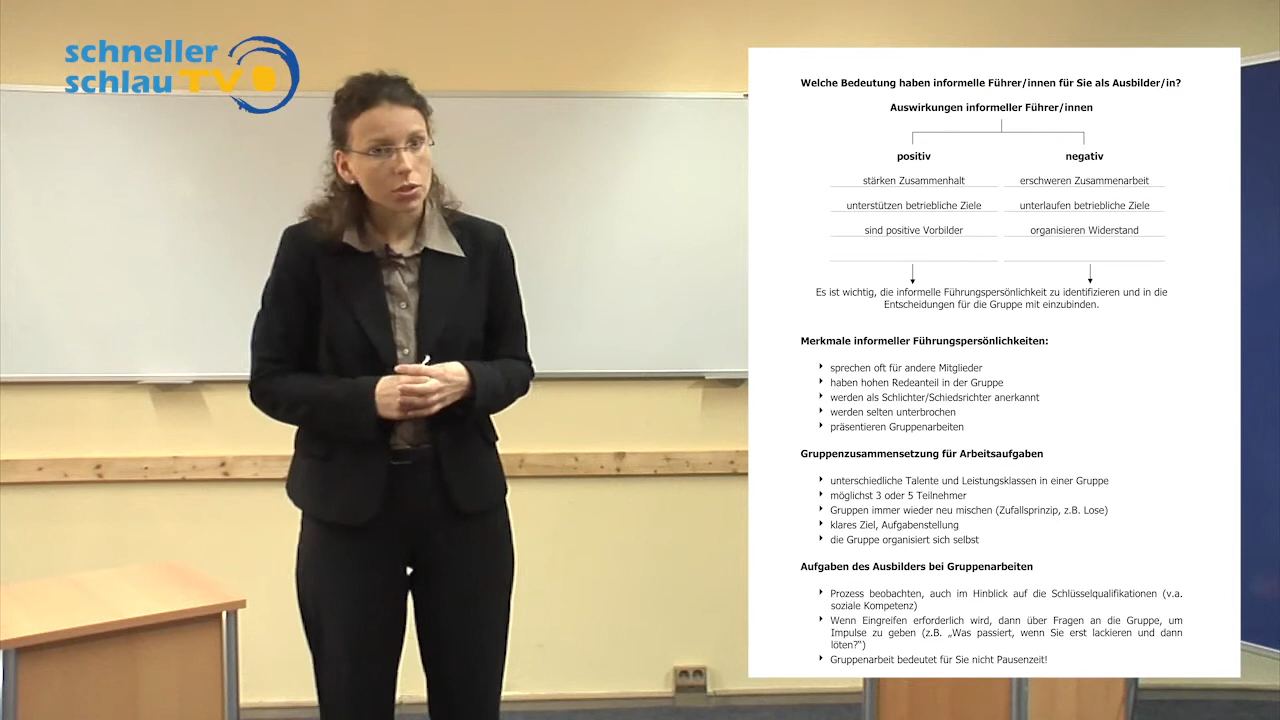 schneller
schlau TV
Welche Bedeutung haben informelle Führer/innen für Sie als Ausbilder/in?
Auswirkungen informeller Führer/innen
positiv
negativ
stärken Zusammenhalt
erschweren Zusammenarbeit
unterstützen betriebliche Ziele
unterlaufen betriebliche Ziele
sind positive Vorbilder
organisieren Widerstand
Es ist wichtig, die informelle Führungspersönlichkeit zu identifizieren und in die
Entscheidungen für die Gruppe mit einzubinden.
Merkmale informeller Führungspersönlichkeiten:
sprechen oft für andere Mitglieder
haben hohen Redeanteil in der Gruppe
werden als Schlichter/Schiedsrichter anerkannt
werden selten unterbrochen
präsentieren Gruppenarbeiten
Gruppenzusammensetzung für Arbeitsaufgaben
unterschiedliche Talente und Leistungsklassen in einer Gruppe
möglichst 3 oder 5 Teilnehmer
Gruppen immer wieder neu mischen (Zufallsprinzip, z.B. Lose)
klares Ziel, Aufgabenstellung
die Gruppe organisiert sich selbst
Aufgaben des Ausbilders bei Gruppenarbeiten
Prozess beobachten, auch im Hinblick auf die Schlüsselqualifikationen (v.a.
soziale Kompetenz)
Wenn Eingreifen erforderlich wird, dann über Fragen an die Gruppe, um
Impulse zu geben (z.B. „Was passiert, wenn Sie erst lackieren und dann
löten?“)
Gruppenarbeit bedeutet für Sie nicht Pausenzeit!